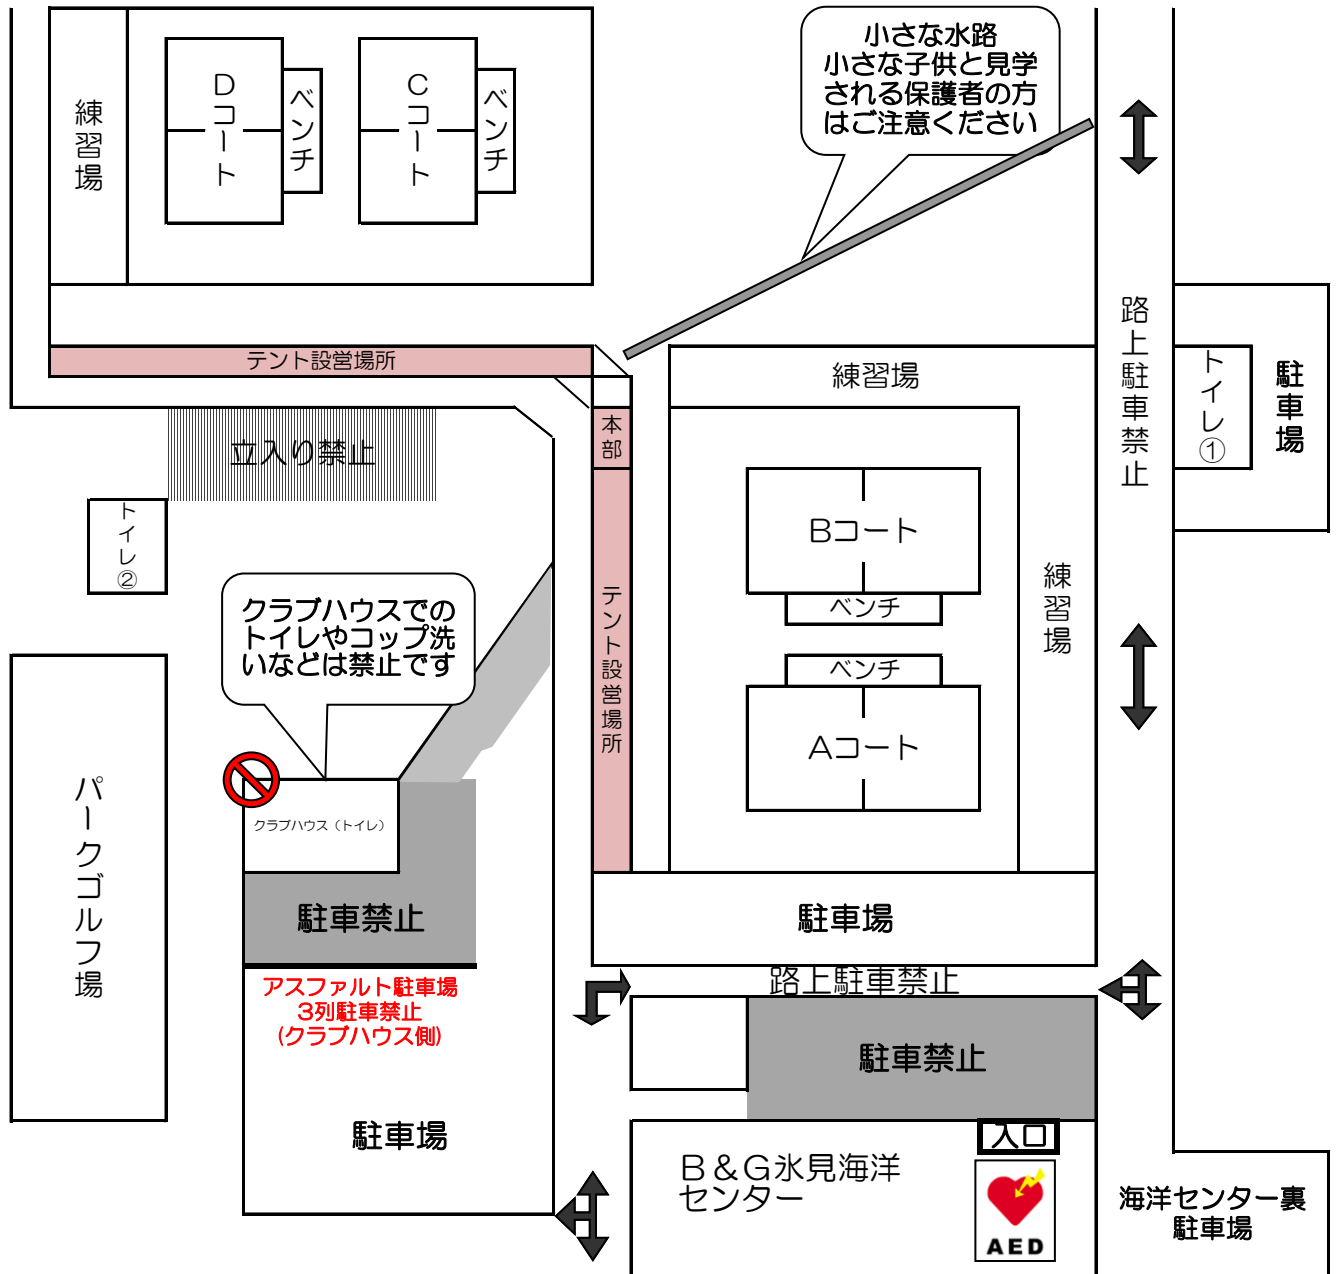 小さな水路
小さな子供と見学
される保護者の方
はご注意ください
練習場
Dコート
ベンチ
Cコート
ベンチ
路上駐車禁止
トイレ①
駐車場
テント設営場所
練習場
本部
立入り禁止
トイレ②
Bコート
ベンチ
練習場
テント設営場所
クラブハウスでの
トイレやコップ洗
いなどは禁止です
ベンチ
Aコート
パークゴルフ場
クラブハウス（トイレ）
駐車禁止
駐車場
アスファルト駐車場
3列駐車禁止
(クラブハウス側)
路上駐車禁止
駐車禁止
駐車場
入口
B＆G氷見海洋
センター
AED
海洋センター裏
駐車場